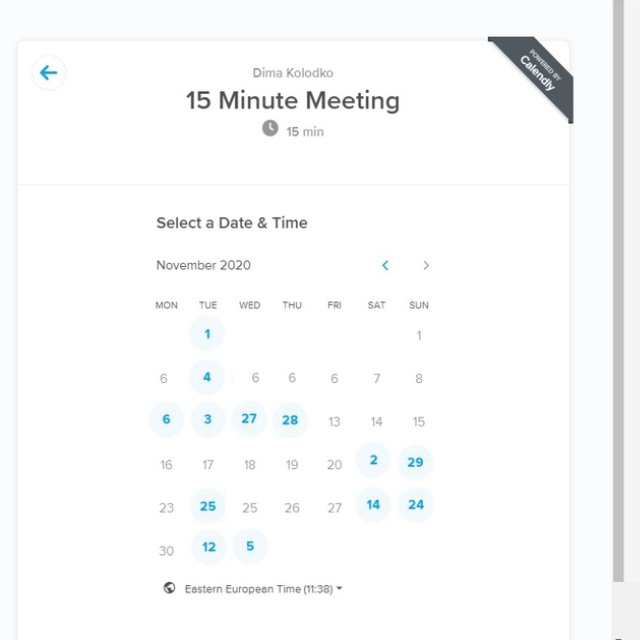 POWERED BY
Calendly
Dima Kolodko
15 Minute Meeting
15 min
Select a Date & Time
November 2020
MON TUE WED THU FRI SAT SUN
1 1
6 4 6 6 6 7 8
6 3 27 28 13 14 15
16 17 18 19 20 2 29
23 25 25 26 27 14 24
30 12 5
Eastern European Time (11:38)